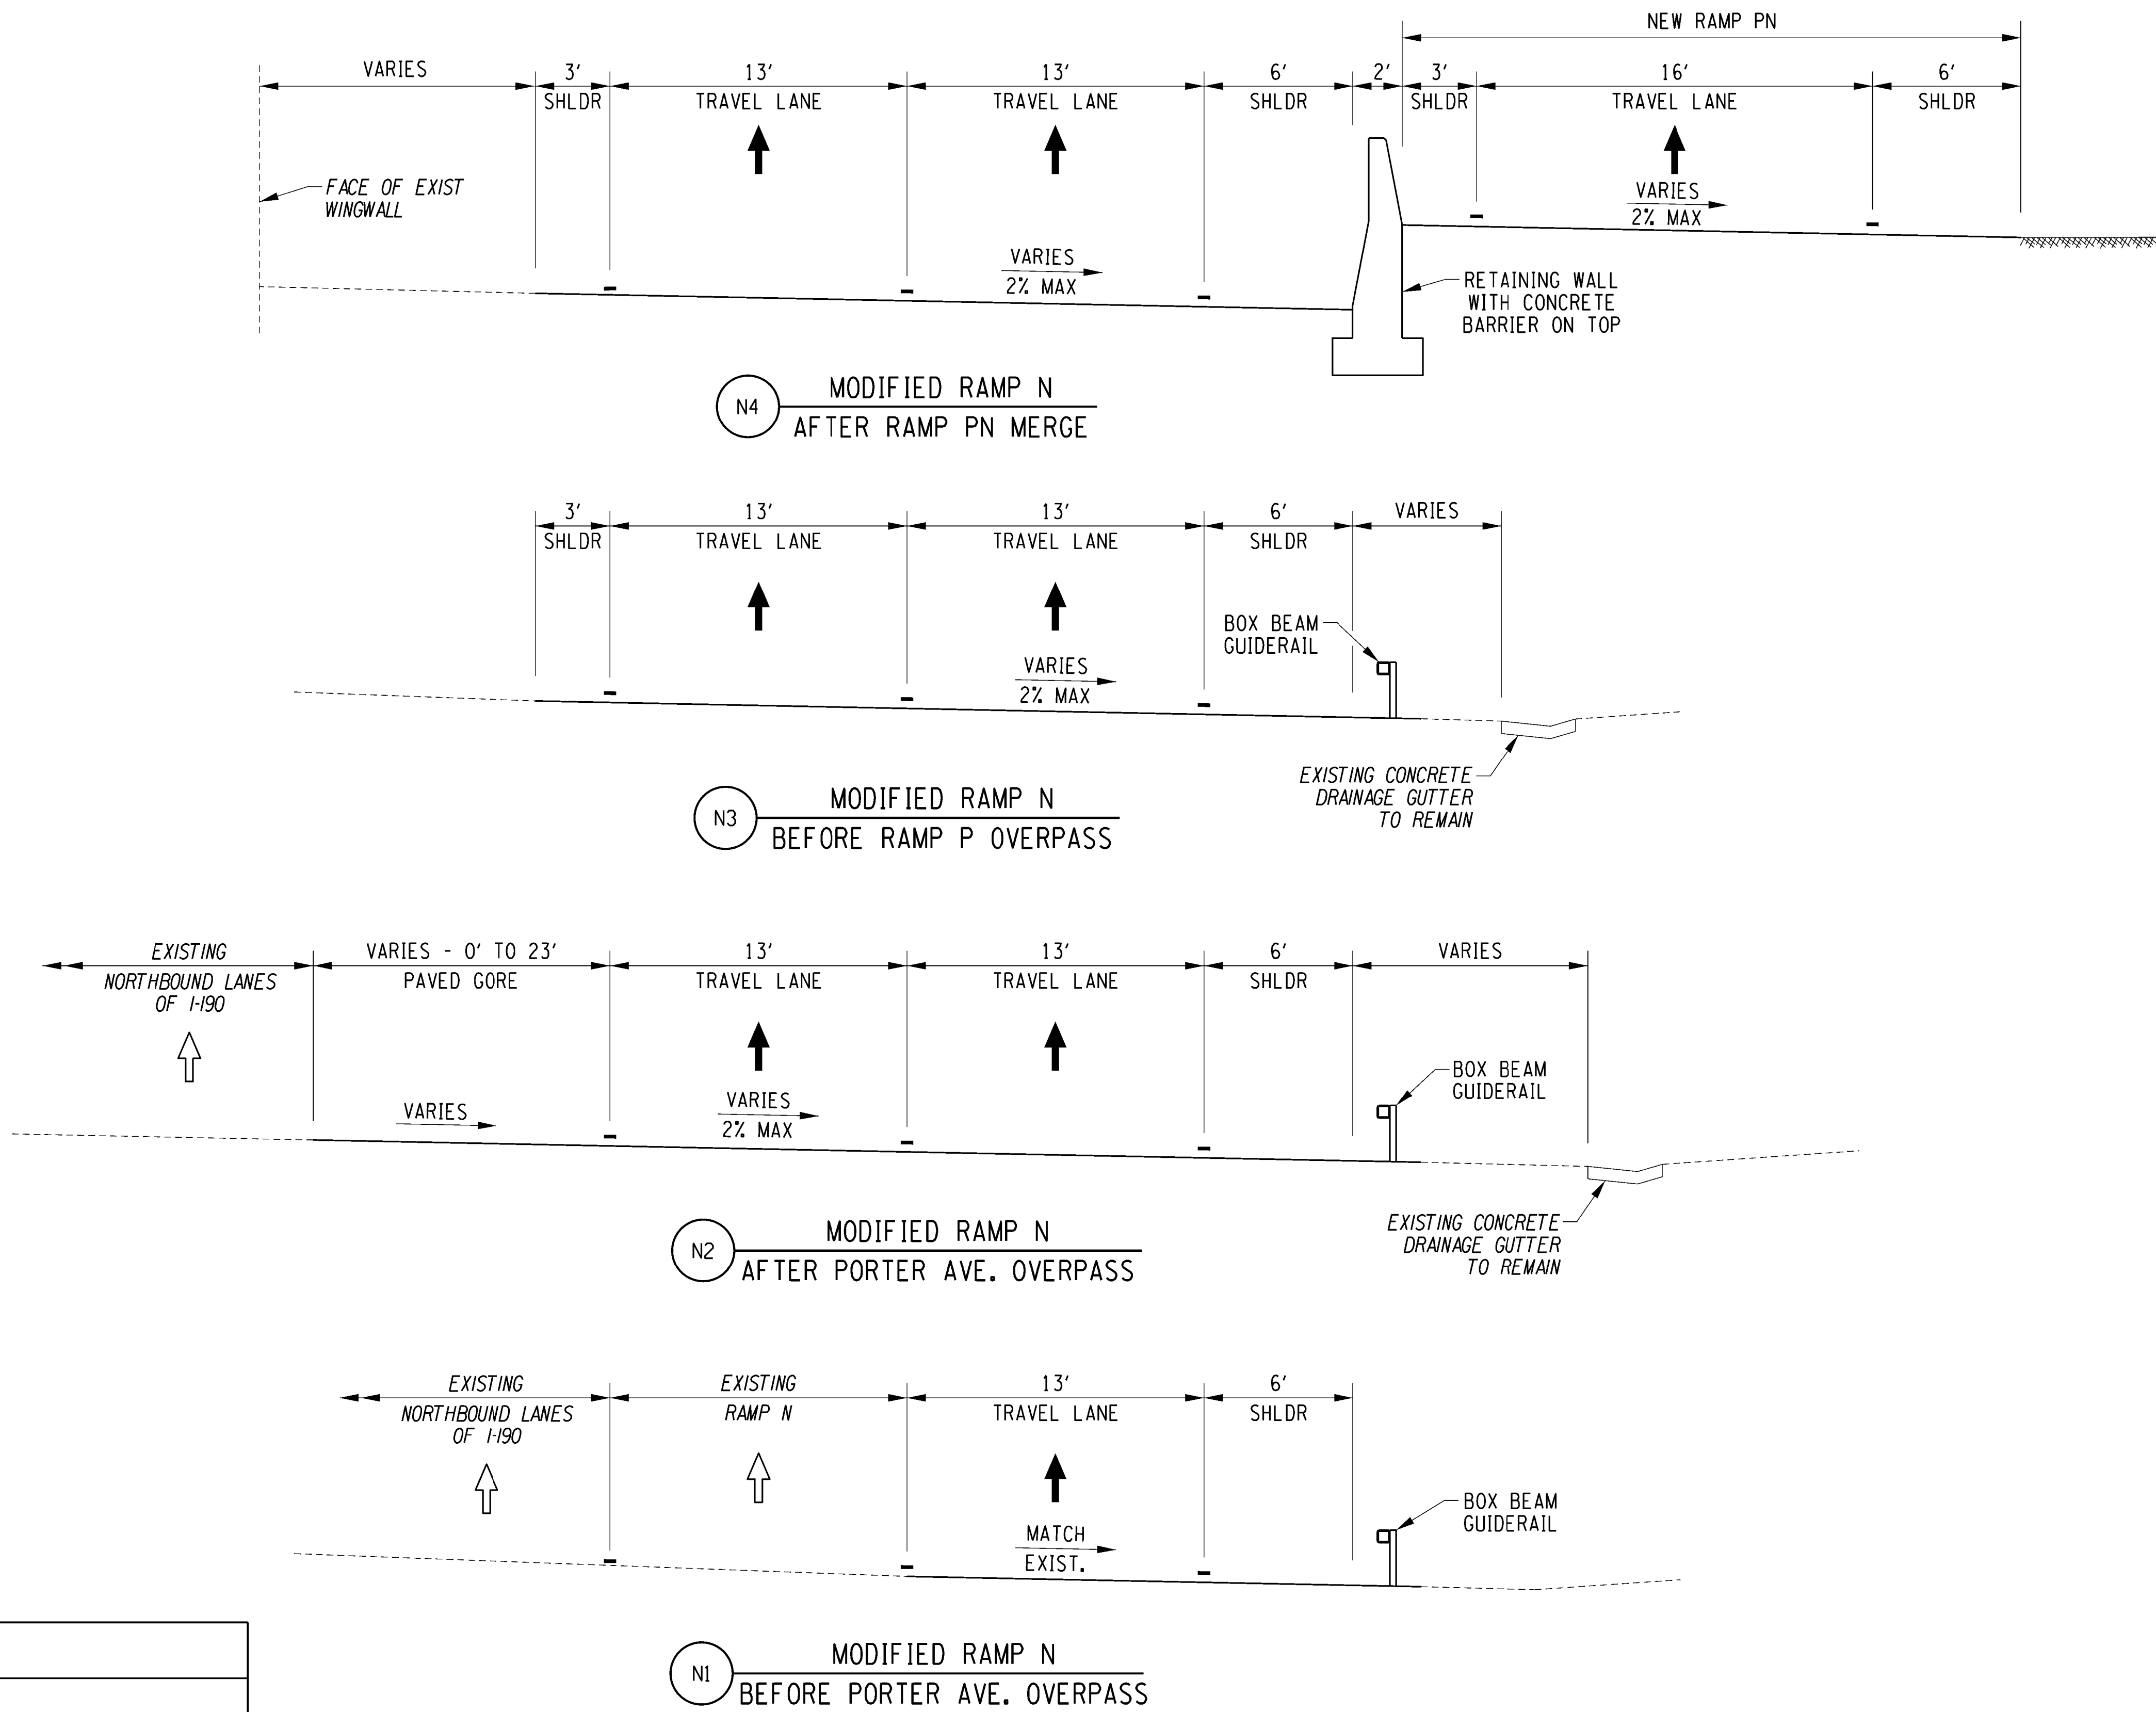 NEW RAMP PN
VARIES 3' 13' 13' 6' 2' 3' 16' 6'
SHLDR TRAVEL LANE TRAVEL LANE SHLDR SHLDR TRAVEL LANE SHLDR
FACE OF EXIST
WINGWALL
VARIES
2% MAX
VARIES
2% MAX
RETAINING WALL
WITH CONCRETE
BARRIER ON TOP
N4
MODIFIED RAMP N
AFTER RAMP PN MERGE
3' 13' 13' 6' VARIES
SHLDR TRAVEL LANE TRAVEL LANE SHLDR
BOX BEAM
GUIDERAIL
VARIES
2% MAX
EXISTING CONCRETE
DRAINAGE GUTTER
TO REMAIN
N3
MODIFIED RAMP N
BEFORE RAMP P OVERPASS
EXISTING VARIES - 0' TO 23' 13' 13' 6' VARIES
NORTHBOUND LANES PAVED GORE TRAVEL LANE TRAVEL LANE SHLDR
OF I-190
BOX BEAM
GUIDERAIL
VARIES
VARIES
2% MAX
EXISTING CONCRETE
DRAINAGE GUTTER
TO REMAIN
N2
MODIFIED RAMP N
AFTER PORTER AVE. OVERPASS
EXISTING EXISTING 13' 6'
NORTHBOUND LANES RAMP N TRAVEL LANE SHLDR
OF I-190
BOX BEAM
GUIDERAIL
MATCH
EXIST.
N1
MODIFIED RAMP N
BEFORE PORTER AVE. OVERPASS